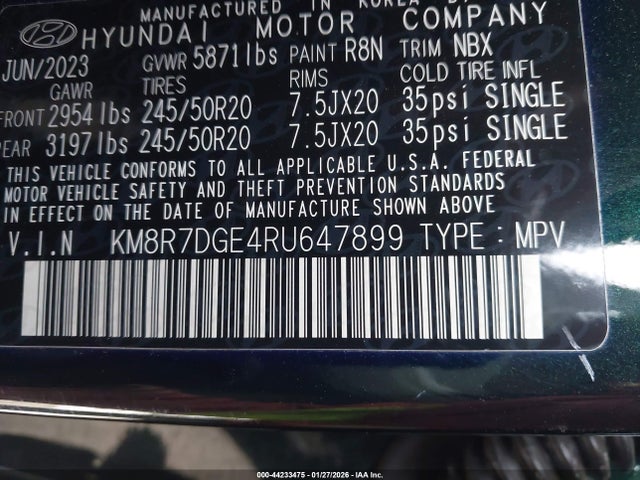 MANUFACTURED IN KOREA BY
HYUNDAI MOTOR COMPANY
JUN/2023 GVWR 5871lbs PAINT R8N TRIM NBX
GAWR TIRES RIMS COLD TIRE INFL
FRONT 2954lbs 245/50R20 7.5JX20 35psi SINGLE
REAR 3197lbs 245/50R20 7.5JX20 35psi SINGLE
THIS VEHICLE CONFORMS TO ALL APPLICABLE U.S.A. FEDERAL
MOTOR VEHICLE SAFETY AND THEFT PREVENTION STANDARDS
IN EFFECT ON THE DATE OF MANUFACTURE SHOWN ABOVE
V.I.N KM8R7DGE4RU647899 TYPE : MPV
000-44233475 - 01/27/2026 - IAA Inc.